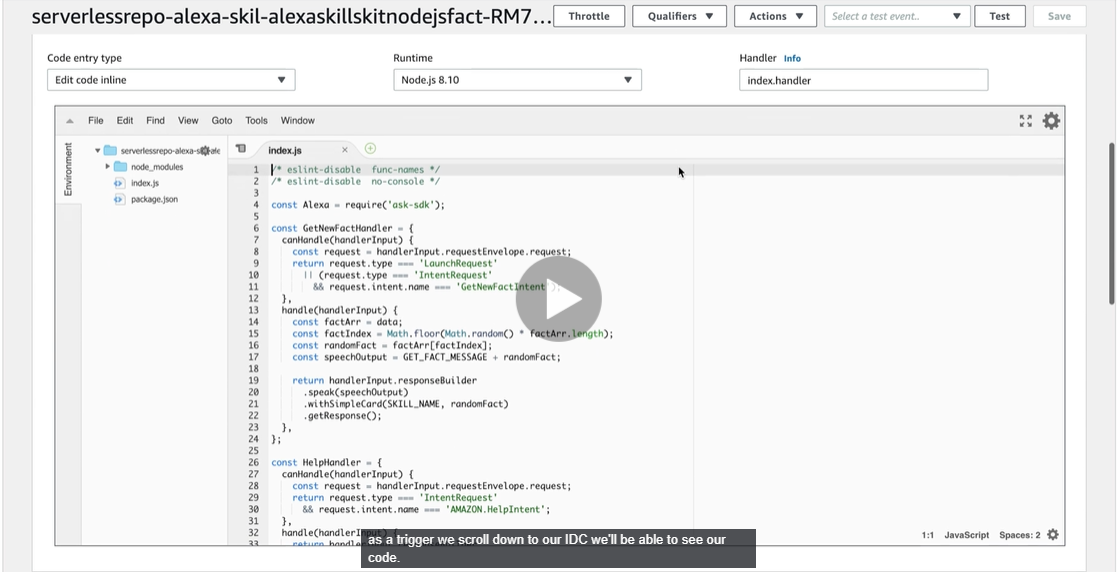 serverlessrepo-alexa-skil-alexaskillskitnodejsfact-RM7...
Throttle
Qualifiers
Actions
Select a test event..
Test
Save
Code entry type
Runtime
Handler Info
Edit code inline
Node.js 8.10
index.handler
File Edit Find View Goto Tools Window
Environment
serverlessrepo-alexa-s
node_modules
index.js
package.json
index.js
1 /* eslint-disable  func-names */
2 /* eslint-disable  no-console */
3
4 const Alexa = require('ask-sdk');
5
6 const GetNewFactHandler = {
7   canHandle(handlerInput) {
8     const request = handlerInput.requestEnvelope.request;
9     return request.type === 'LaunchRequest'
10       || (request.type === 'IntentRequest'
11         && request.intent.name === 'GetNewFactIntent');
12   },
13   handle(handlerInput) {
14     const factArr = data;
15     const factIndex = Math.floor(Math.random() * factArr.length);
16     const randomFact = factArr[factIndex];
17     const speechOutput = GET_FACT_MESSAGE + randomFact;
18
19     return handlerInput.responseBuilder
20       .speak(speechOutput)
21       .withSimpleCard(SKILL_NAME, randomFact)
22       .getResponse();
23   },
24 };
25
26 const HelpHandler = {
27   canHandle(handlerInput) {
28     const request = handlerInput.requestEnvelope.request;
29     return request.type === 'IntentRequest'
30       && request.intent.name === 'AMAZON.HelpIntent';
31   },
32   handle(handlerInput
33     return
1:1 JavaScript Spaces: 2
as a trigger we scroll down to our IDC we'll be able to see our
code.